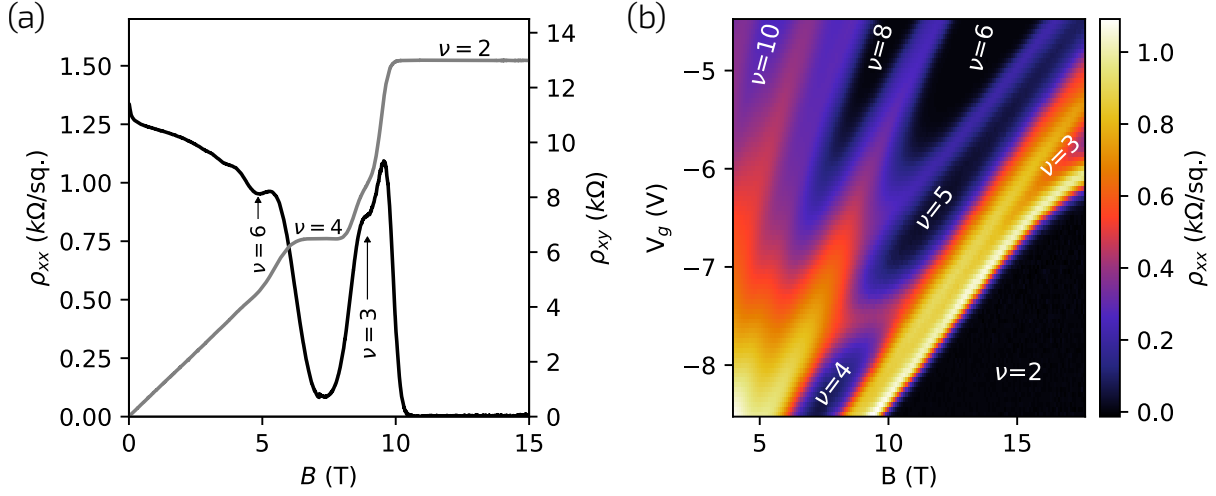 (a)
ρxx (kΩ/sq.)
1.50
1.25
1.00
0.75
0.50
0.25
0.00
0
5
10
15
B (T)
14
12
10
8
6
4
2
0
ρxy (kΩ)
ν = 2
ν = 4
ν = 6
ν = 3
(b)
Vg (V)
−5
−6
−7
−8
5
10
15
B (T)
ν=10
ν=8
ν=6
ν=5
ν=3
ν=4
ν=2
1.0
0.8
0.6
0.4
0.2
0.0
ρxx (kΩ/sq.)